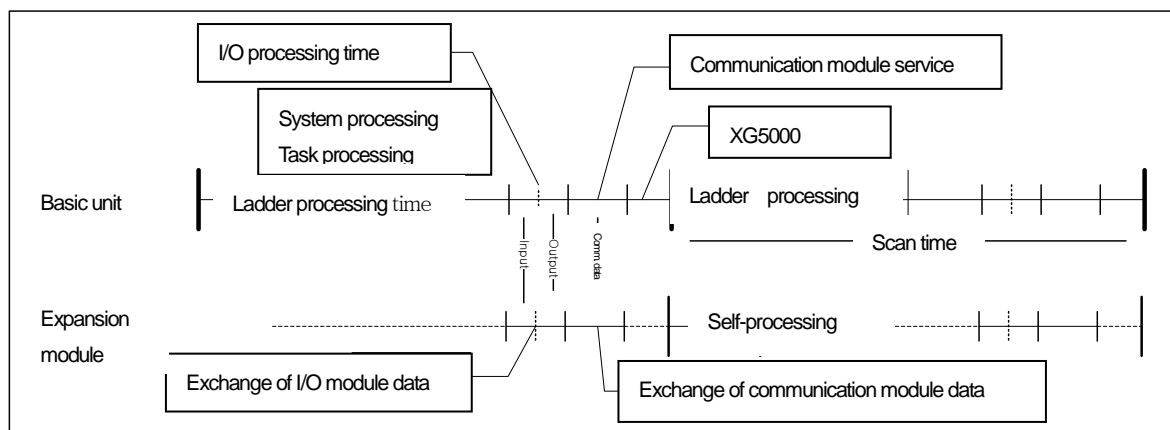 I/O processing time
Communication module service
System processing
Task processing
XG5000
Basic unit
Ladder processing time
Ladder processing
Scan time
Input
Output
Comm. data
Expansion
module
Self-processing
Exchange of I/O module data
Exchange of communication module data